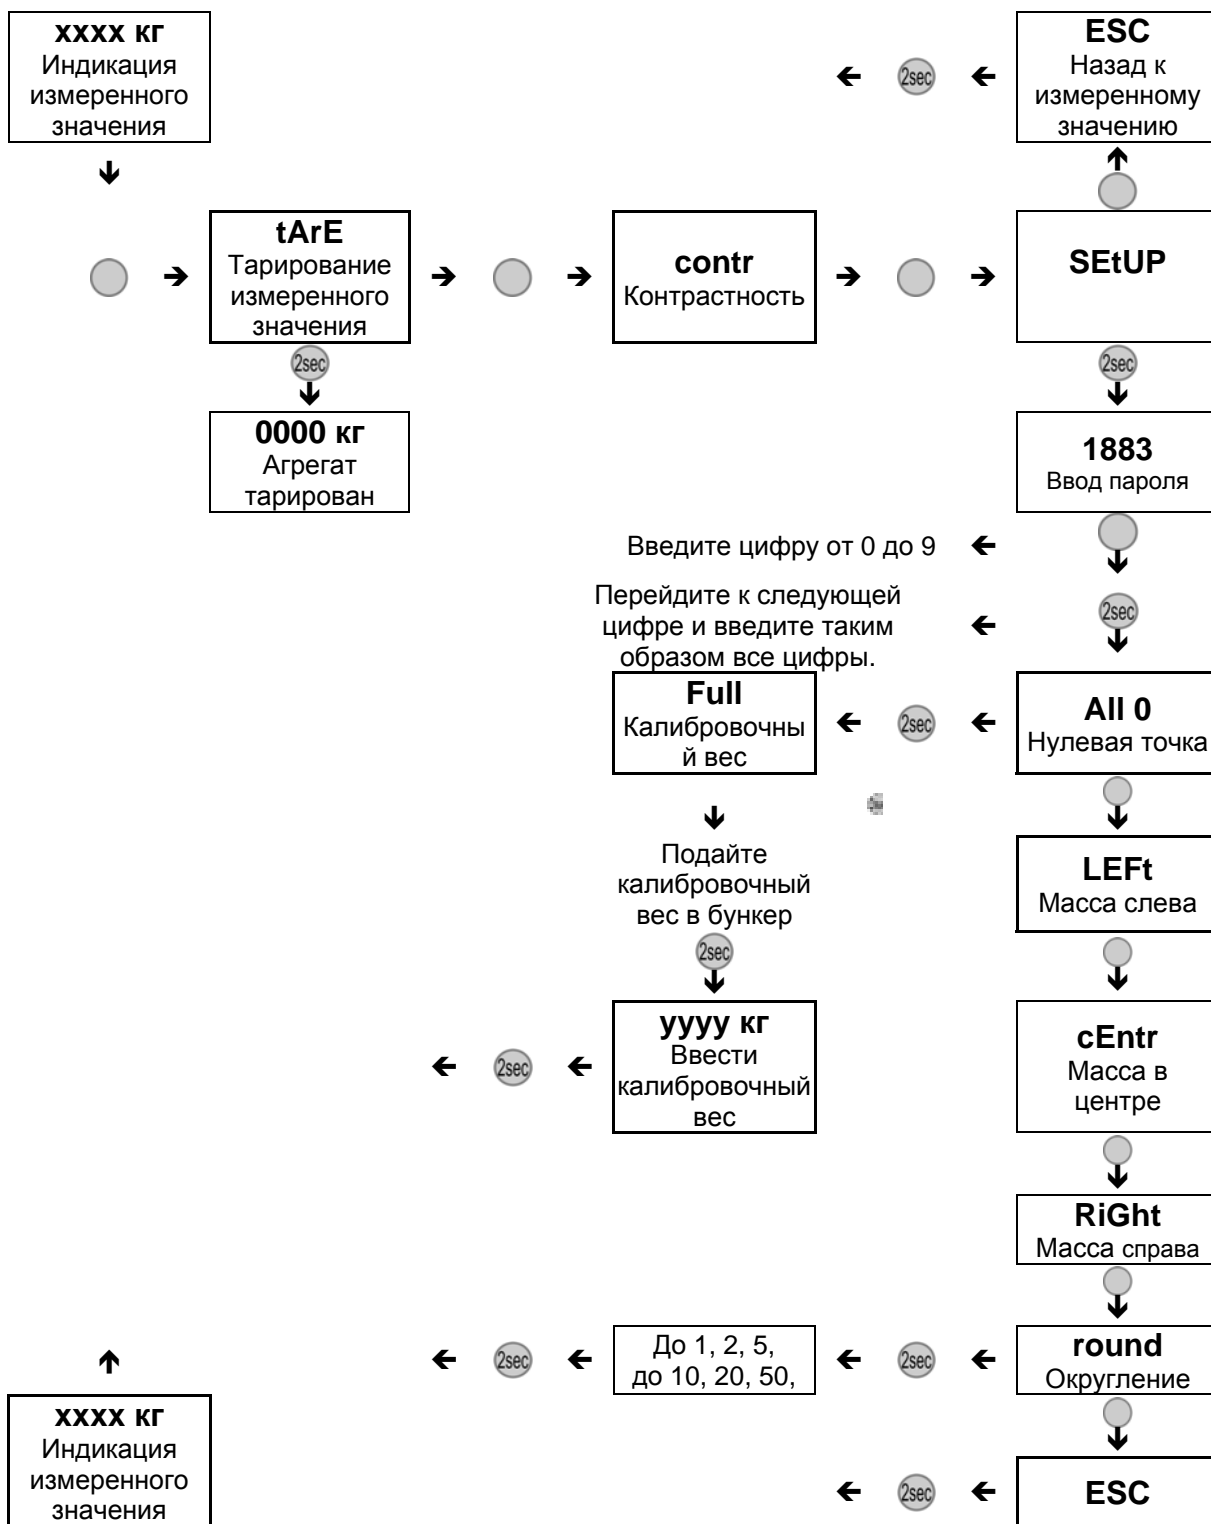 xxxx кг
Индикация
измеренного
значения
ESC
Назад к
измеренному
значению
2sec
tArE
Тарирование
измеренного
значения
contr
Контрастность
SEtUP
2sec
2sec
0000 кг
Агрегат
тарирован
1883
Ввод пароля
Введите цифру от 0 до 9
Перейдите к следующей
цифре и введите таким
образом все цифры.
2sec
Full
Калибровочны
й вес
2sec
All 0
Нулевая точка
Подайте
калибровочный
вес в бункер
2sec
LEFt
Масса слева
yyyy кг
Ввести
калибровочный
вес
2sec
cEntr
Масса в
центре
RiGht
Масса справа
2sec
До 1, 2, 5,
до 10, 20, 50,
2sec
round
Округление
xxxx кг
Индикация
измеренного
значения
2sec
ESC